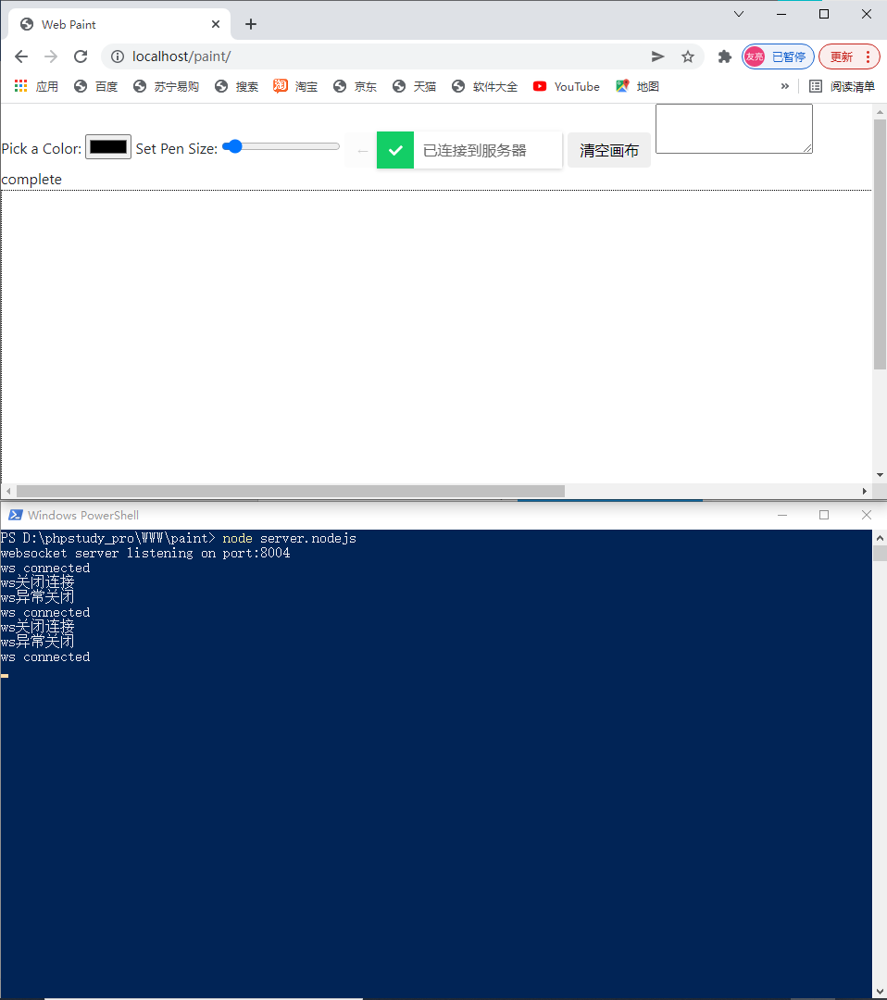 Web Paint
localhost/paint/
友亮 已暂停 更新
应用 百度 苏宁易购 搜索 淘宝 京东 天猫 软件大全 YouTube 地图 » 阅读清单
Pick a Color: Set Pen Size: ← 已连接到服务器 清空画布
complete
Windows PowerShell
PS D:\phpstudy_pro\WWW\paint> node server.nodejs
websocket server listening on port:8004
ws connected
ws关闭连接
ws异常关闭
ws connected
ws关闭连接
ws异常关闭
ws connected